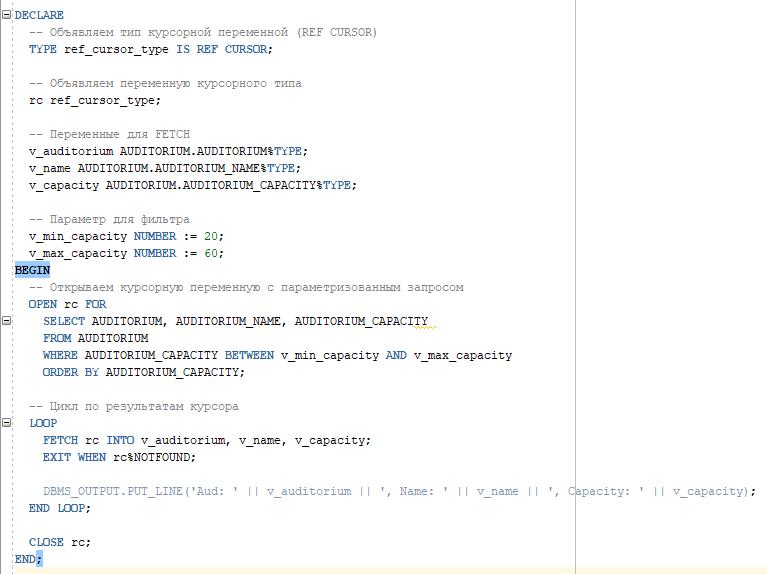 DECLARE
-- Объявляем тип курсорной переменной (REF CURSOR)
TYPE ref_cursor_type IS REF CURSOR;
-- Объявляем переменную курсорного типа
rc ref_cursor_type;
-- Переменные для FETCH
v_auditorium AUDITORIUM.AUDITORIUM%TYPE;
v_name AUDITORIUM.AUDITORIUM_NAME%TYPE;
v_capacity AUDITORIUM.AUDITORIUM_CAPACITY%TYPE;
-- Параметр для фильтра
v_min_capacity NUMBER := 20;
v_max_capacity NUMBER := 60;
BEGIN
-- Открываем курсорную переменную с параметризованным запросом
OPEN rc FOR
SELECT AUDITORIUM, AUDITORIUM_NAME, AUDITORIUM_CAPACITY
FROM AUDITORIUM
WHERE AUDITORIUM_CAPACITY BETWEEN v_min_capacity AND v_max_capacity
ORDER BY AUDITORIUM_CAPACITY;
-- Цикл по результатам курсора
LOOP
FETCH rc INTO v_auditorium, v_name, v_capacity;
EXIT WHEN rc%NOTFOUND;
DBMS_OUTPUT.PUT_LINE('Aud: ' || v_auditorium || ', Name: ' || v_name || ', Capacity: ' || v_capacity);
END LOOP;
CLOSE rc;
END;